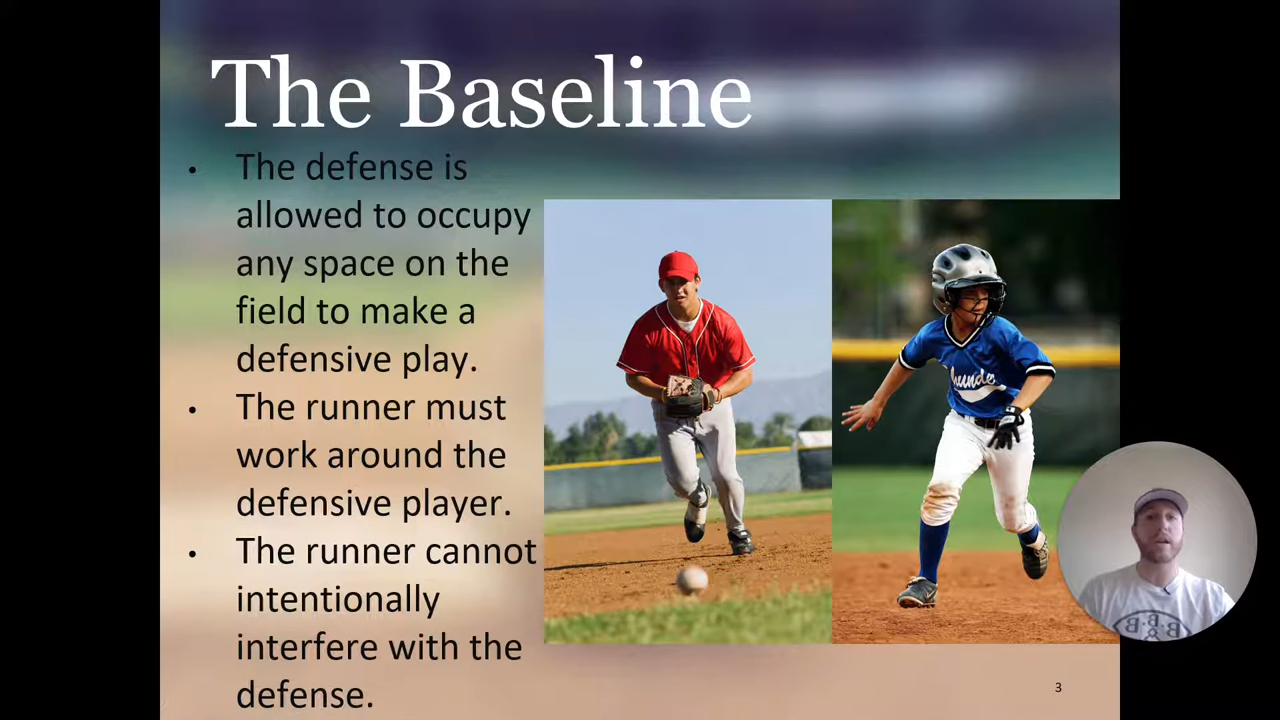 The Baseline
• The defense is
allowed to occupy
any space on the
field to make a
defensive play.
• The runner must
work around the
defensive player.
• The runner cannot
intentionally
interfere with the
defense.
hunde
B·B·B
&
B
3